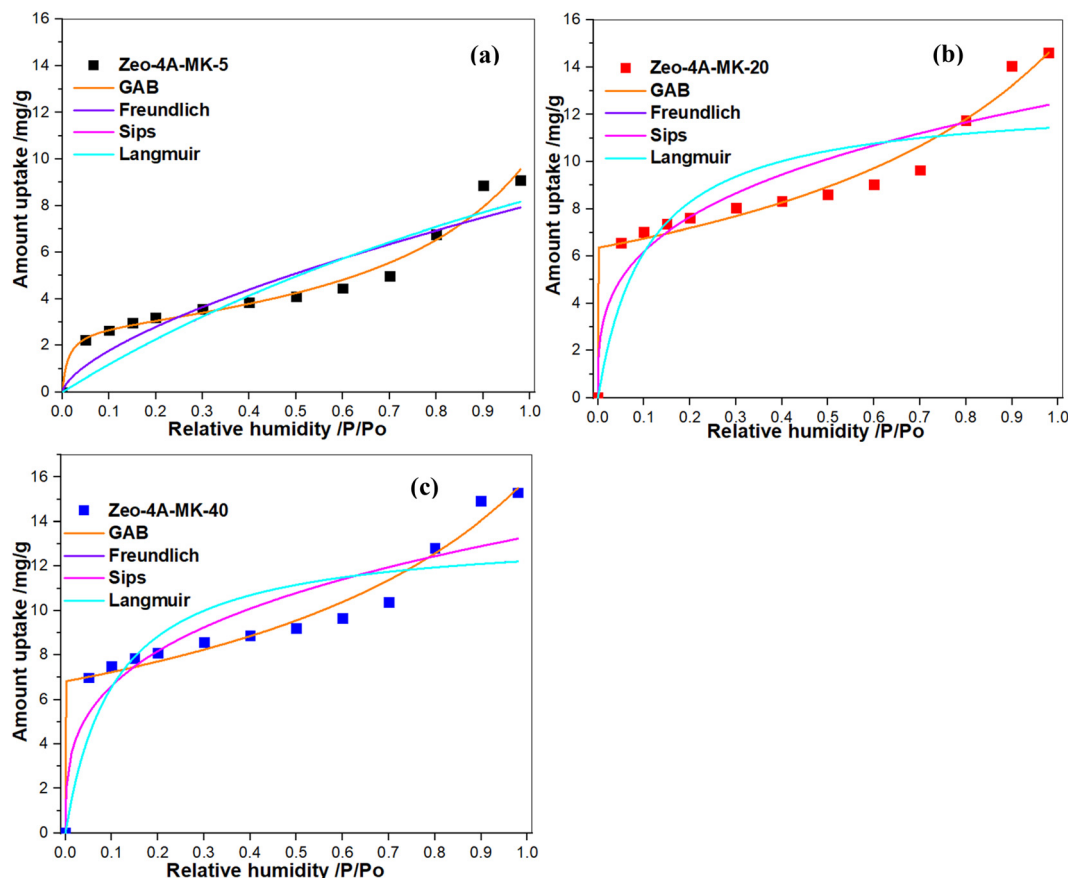 (a)
Zeo-4A-MK-5
GAB
Freundlich
Sips
Langmuir
Amount uptake /mg/g
16
14
12
10
8
6
4
2
0
0.0 0.1 0.2 0.3 0.4 0.5 0.6 0.7 0.8 0.9 1.0
Relative humidity /P/Po
(b)
Zeo-4A-MK-20
GAB
Freundlich
Sips
Langmuir
Amount uptake /mg/g
16
14
12
10
8
6
4
2
0
0.0 0.1 0.2 0.3 0.4 0.5 0.6 0.7 0.8 0.9 1.0
Relative humidity /P/Po
(c)
Zeo-4A-MK-40
GAB
Freundlich
Sips
Langmuir
Amount uptake /mg/g
16
14
12
10
8
6
4
2
0
0.0 0.1 0.2 0.3 0.4 0.5 0.6 0.7 0.8 0.9 1.0
Relative humidity /P/Po